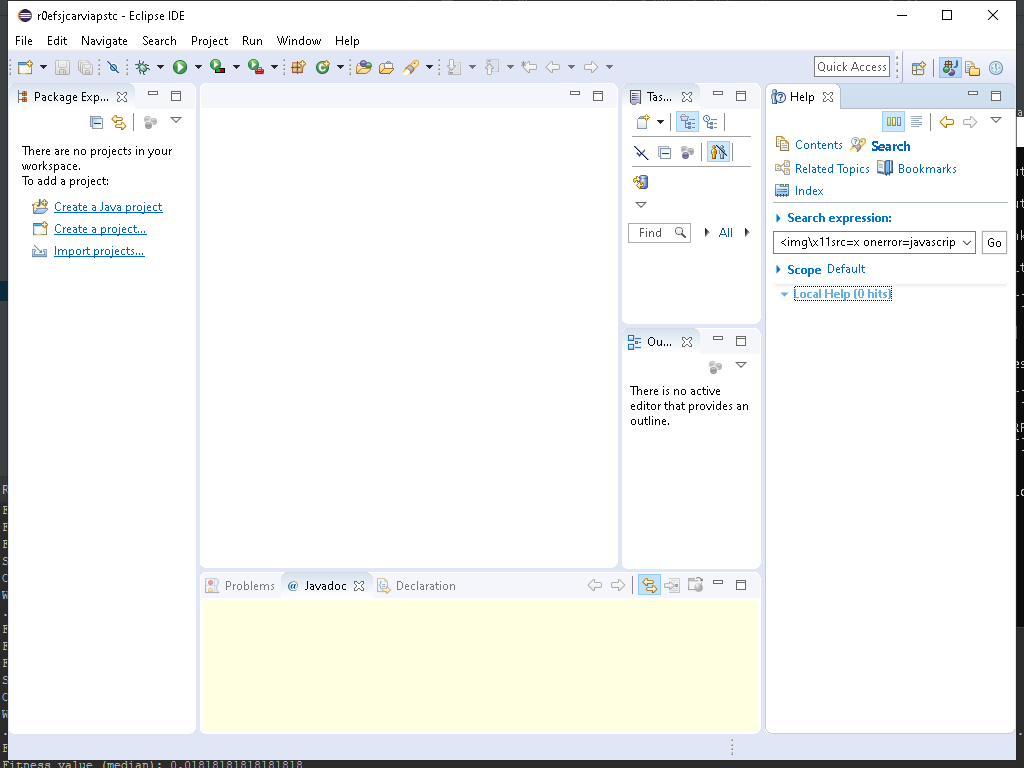 r0efsjcarviapstc - Eclipse IDE
File Edit Navigate Search Project Run Window Help
Quick Access
Package Exp...
There are no projects in your
workspace.
To add a project:
Create a Java project
Create a project...
Import projects...
Tas...
Find
All
Ou...
There is no active
editor that provides an
outline.
Help
Contents
Search
Related Topics
Bookmarks
Index
Search expression:
<img\x11src=x onerror=javascrip
Go
Scope Default
Local Help (0 hits)
Problems
@ Javadoc
Declaration
Fitness value (median): 0.01818181818181818